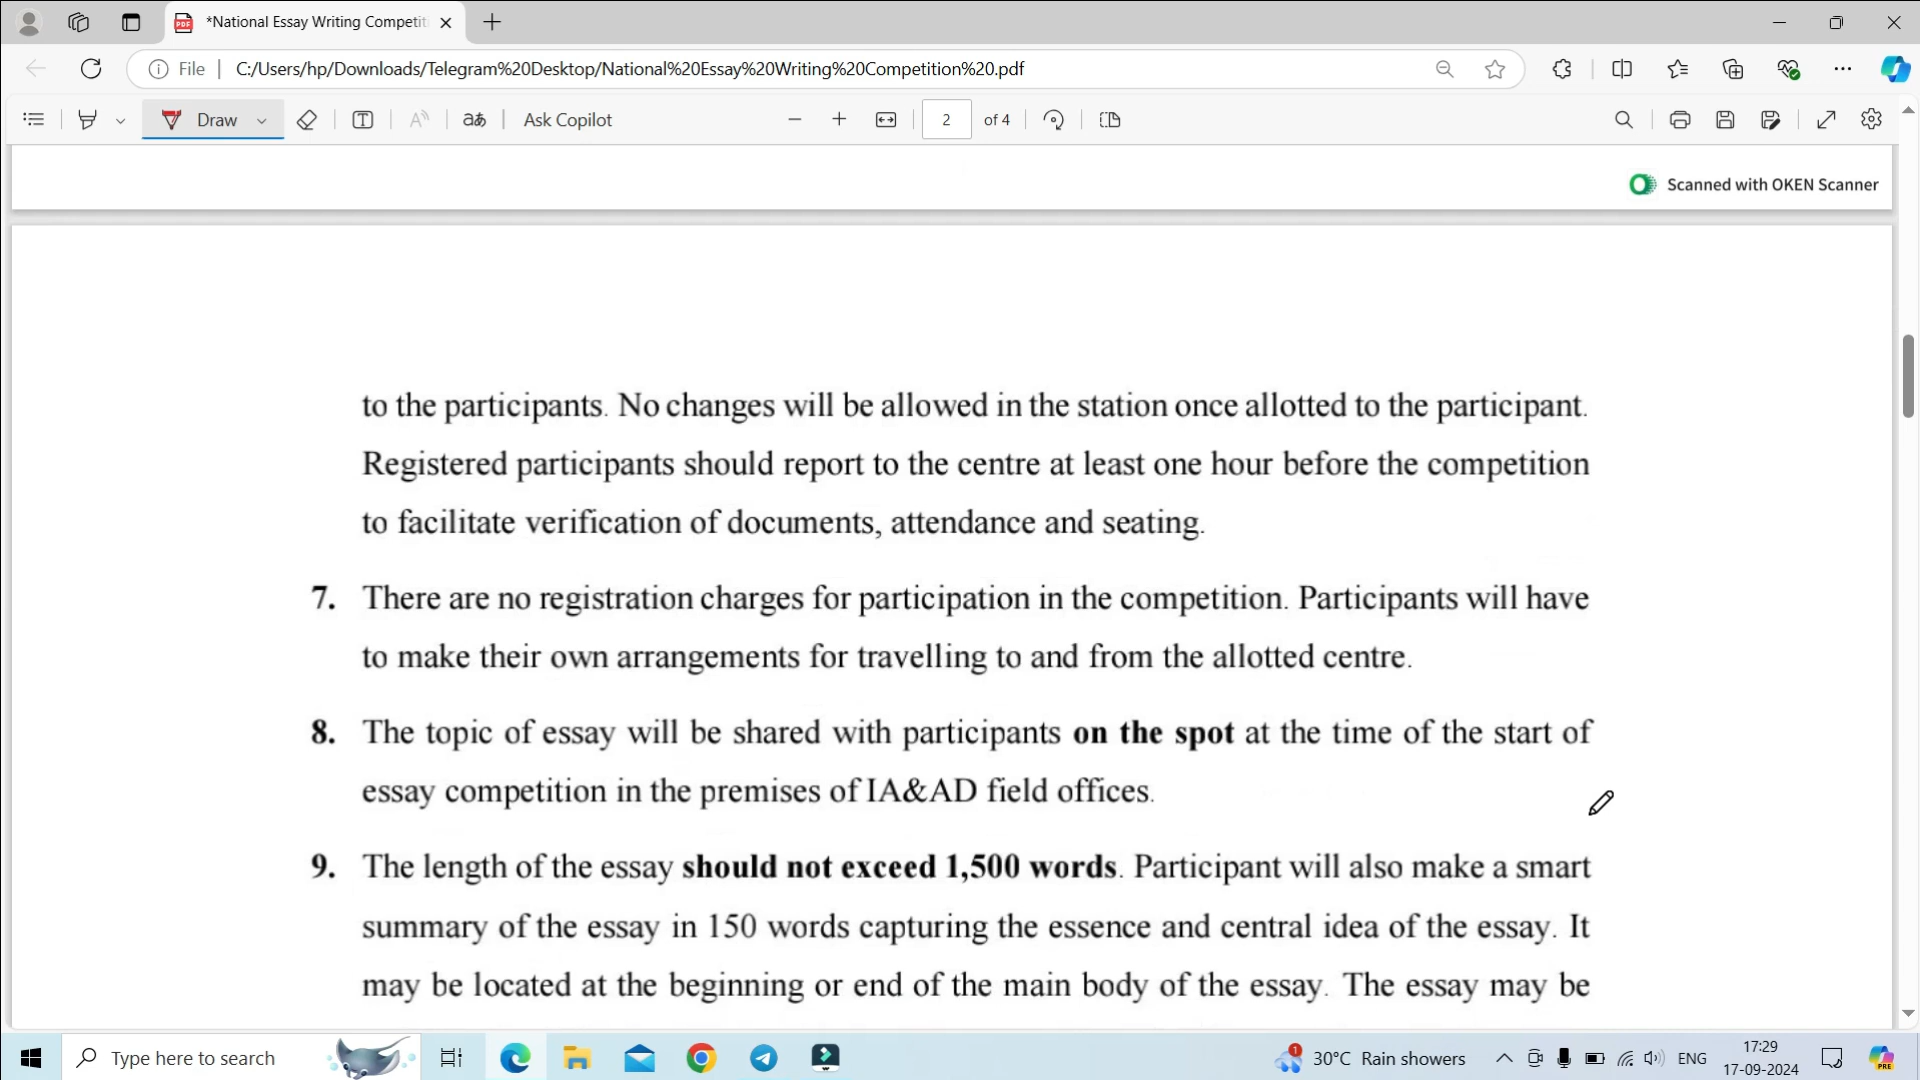 *National Essay Writing Competiti
File
C:/Users/hp/Downloads/Telegram%20Desktop/National%20Essay%20Writing%20Competition%20.pdf
Draw
T
A
aあ
Ask Copilot
2
of 4
Scanned with OKEN Scanner
to the participants. No changes will be allowed in the station once allotted to the participant.
Registered participants should report to the centre at least one hour before the competition
to facilitate verification of documents, attendance and seating.
7. There are no registration charges for participation in the competition. Participants will have
to make their own arrangements for travelling to and from the allotted centre.
8. The topic of essay will be shared with participants on the spot at the time of the start of
essay competition in the premises of IA&AD field offices.
9. The length of the essay should not exceed 1,500 words. Participant will also make a smart
summary of the essay in 150 words capturing the essence and central idea of the essay. It
may be located at the beginning or end of the main body of the essay. The essay may be
Type here to search
1
30°C Rain showers
ENG
17:29
17-09-2024
PRE